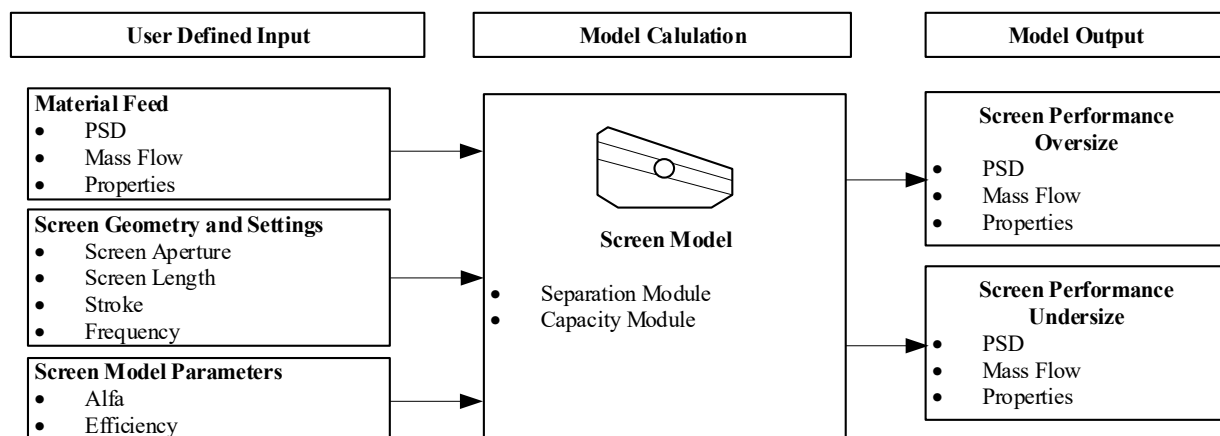 User Defined Input
Model Calulation
Model Output
Material Feed
• PSD
• Mass Flow
• Properties
Screen Geometry and Settings
• Screen Aperture
• Screen Length
• Stroke
• Frequency
Screen Model Parameters
• Alfa
• Efficiency
Screen Model
• Separation Module
• Capacity Module
Screen Performance
Oversize
• PSD
• Mass Flow
• Properties
Screen Performance
Undersize
• PSD
• Mass Flow
• Properties